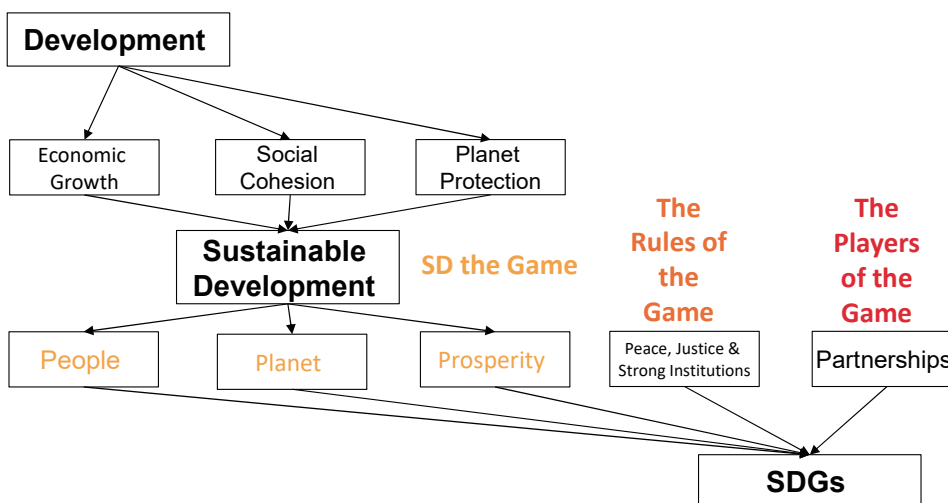 Development
Economic
Growth
Social
Cohesion
Planet
Protection
Sustainable
Development
SD the Game
The
Rules of
the
Game
The
Players
of the
Game
People
Planet
Prosperity
Peace, Justice &
Strong Institutions
Partnerships
SDGs